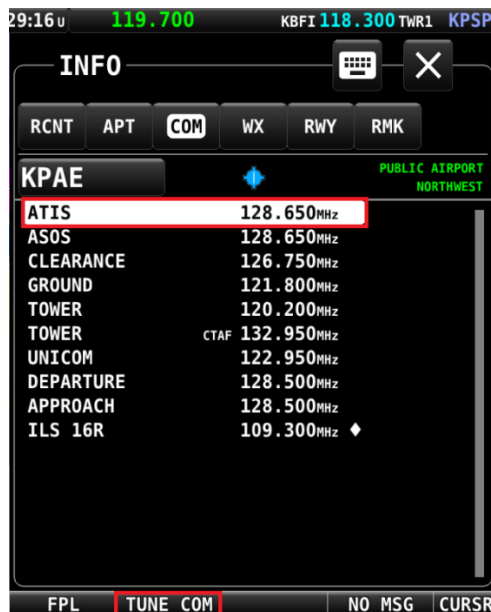 29:16U 119.700 KBFI 118.300 TWR1 KPSP
INFO
RCNT APT COM WX RWY RMK
KPAE
PUBLIC AIRPORT
NORTHWEST
ATIS 128.650MHz
ASOS 128.650MHz
CLEARANCE 126.750MHz
GROUND 121.800MHz
TOWER 120.200MHz
TOWER CTAF 132.950MHz
UNICOM 122.950MHz
DEPARTURE 128.500MHz
APPROACH 128.500MHz
ILS 16R 109.300MHz
FPL TUNE COM NO MSG CURSR